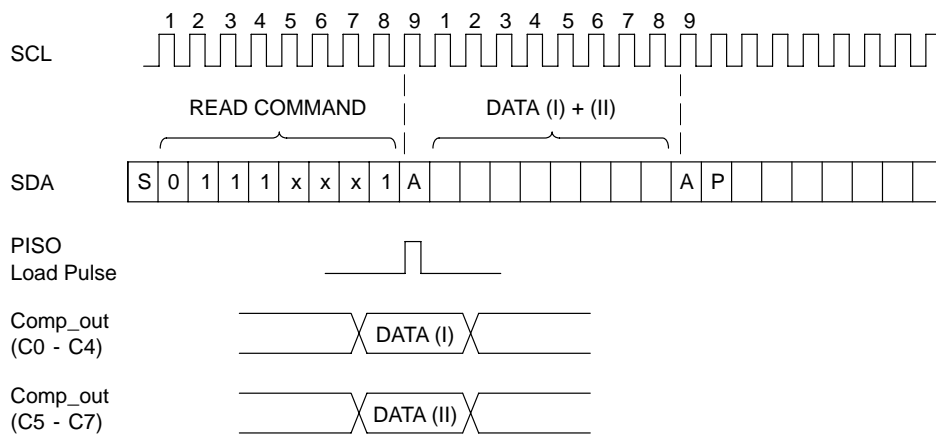 1 2 3 4 5 6 7 8 9 1 2 3 4 5 6 7 8 9
SCL
READ COMMAND DATA (I) + (II)
SDA S 0 1 1 1 x x x 1 A A P
PISO
Load Pulse
Comp_out
(C0 - C4)
DATA (I)
Comp_out
(C5 - C7)
DATA (II)